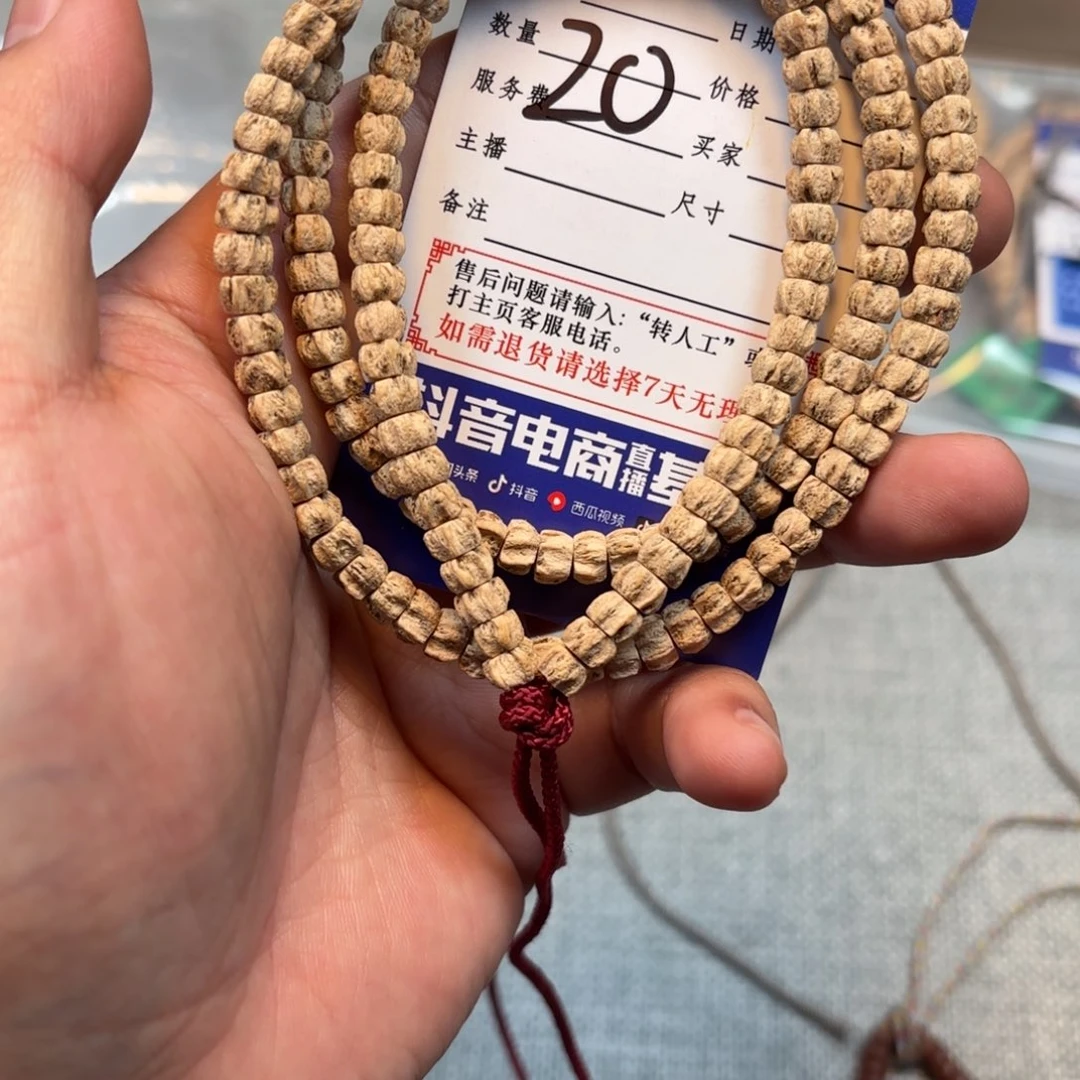 日期
数量 20 价格
服务费 买家
主播 尺寸
备注
售后问题请输入:“转人工”或
打主页客服电话。
如需退货请选择7天无理
抖音电商直播基
头条 抖音 西瓜视频